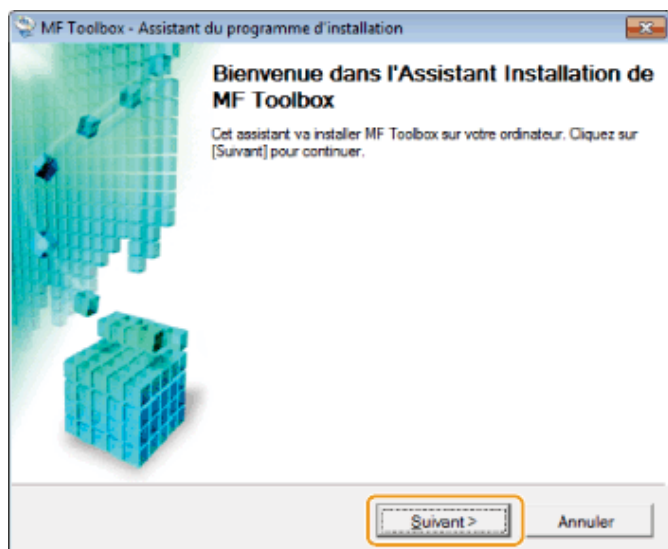 MF Toolbox - Assistant du programme d'installation
Bienvenue dans l'Assistant Installation de
MF Toolbox
Cet assistant va installer MF Toolbox sur votre ordinateur. Cliquez sur
[Suivant] pour continuer.
Suivant >
Annuler